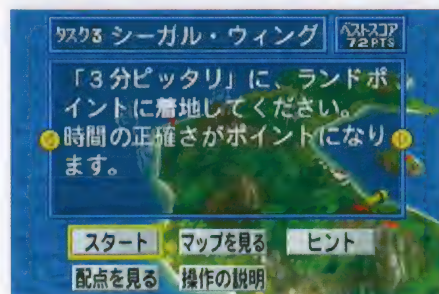 タスク3 シーガル・ウィング
ベストスコア
72PTS
「3分ピッタリ」に、ランドポ
イントに着地してください。
時間の正確さがポイントになり
ます。
スタート マップを見る ヒント
配点を見る 操作の説明